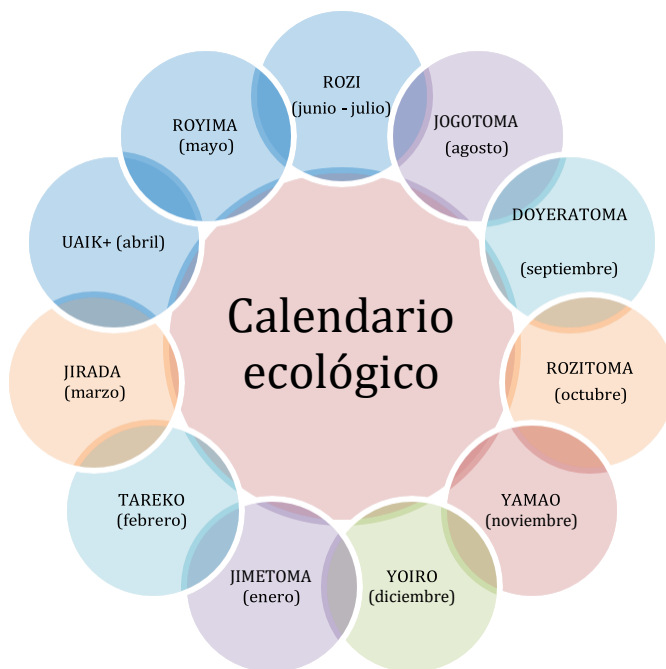 ROZI
(junio - julio)
JOGOTOMA
(agosto)
DOYERATOMA
(septiembre)
ROZITOMA
(octubre)
YAMAO
(noviembre)
YOIRO
(diciembre)
JIMETOMA
(enero)
TAREKO
(febrero)
JIRADA
(marzo)
UAIK+ (abril)
ROYIMA
(mayo)
Calendario
ecológico